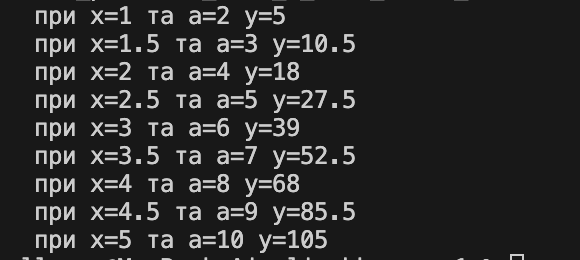 при x=1 та a=2 y=5
при x=1.5 та a=3 y=10.5
при x=2 та a=4 y=18
при x=2.5 та a=5 y=27.5
при x=3 та a=6 y=39
при x=3.5 та a=7 y=52.5
при x=4 та a=8 y=68
при x=4.5 та a=9 y=85.5
при x=5 та a=10 y=105